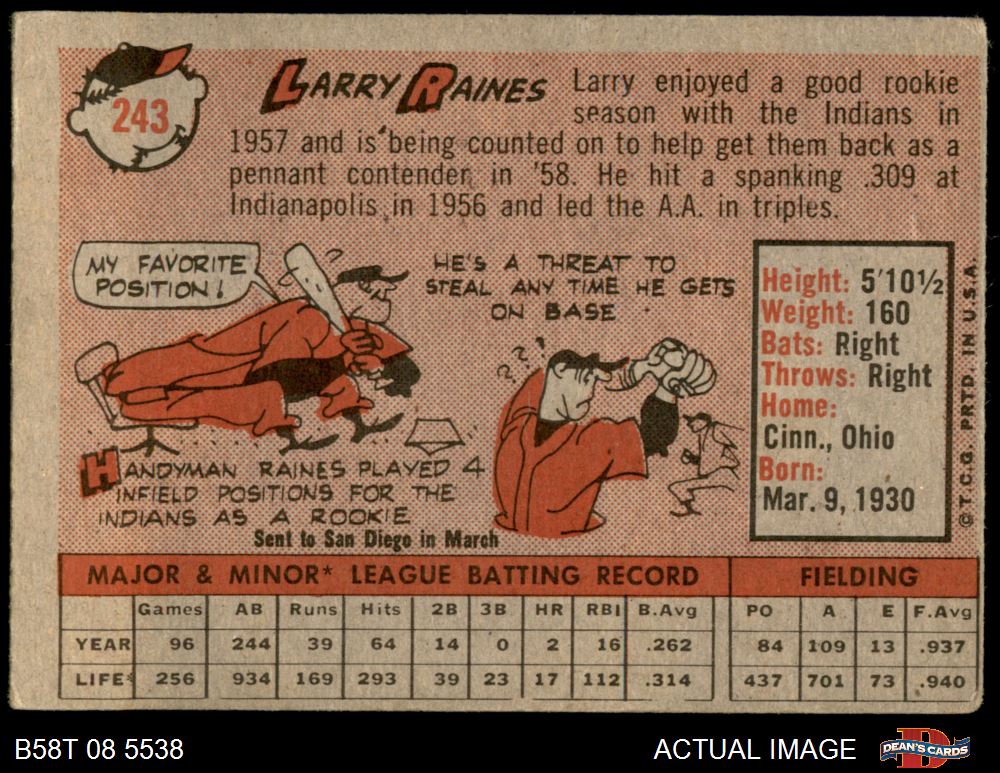 243
LARRY RAINES
Larry enjoyed a good rookie
season with the Indians in
1957 and is being counted on to help get them back as a
pennant contender in '58. He hit a spanking .309 at
Indianapolis in 1956 and led the A.A. in triples.
MY FAVORITE
POSITION!
HE'S A THREAT TO
STEAL ANY TIME HE GETS
ON BASE
?
? ? !
HANDYMAN RAINES PLAYED 4
INFIELD POSITIONS FOR THE
INDIANS AS A ROOKIE
Sent to San Diego in March
Height: 5'10½
Weight: 160
Bats: Right
Throws: Right
Home:
Cinn., Ohio
Born:
Mar. 9, 1930
© T.C.G. PRTD. IN U.S.A.
MAJOR & MINOR* LEAGUE BATTING RECORD FIELDING
Games AB Runs Hits 2B 3B HR RBI B.Avg PO A E F.Avg
YEAR 96 244 39 64 14 0 2 16 .262 84 109 13 .937
LIFE* 256 934 169 293 39 23 17 112 .314 437 701 73 .940
B58T 08 5538
ACTUAL IMAGE
DEAN'S CARDS